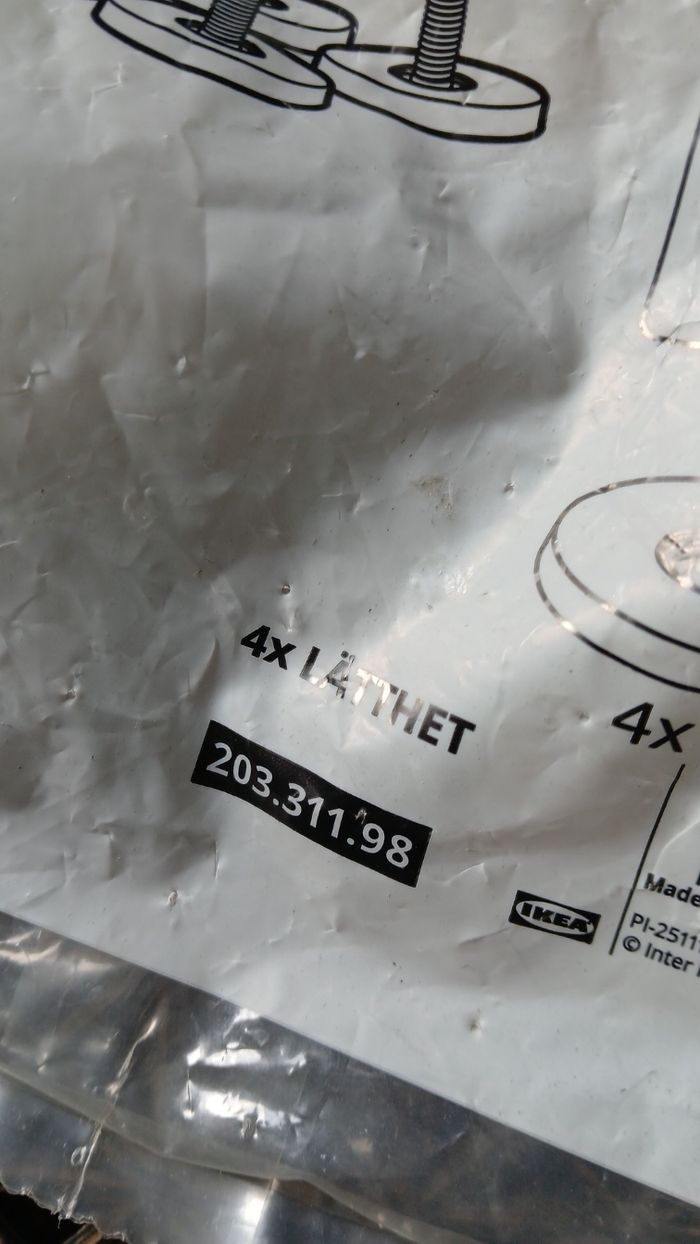 4x LÄTTHET
203.311.98
4x
IKEA
Made
PI-2511
© Inter